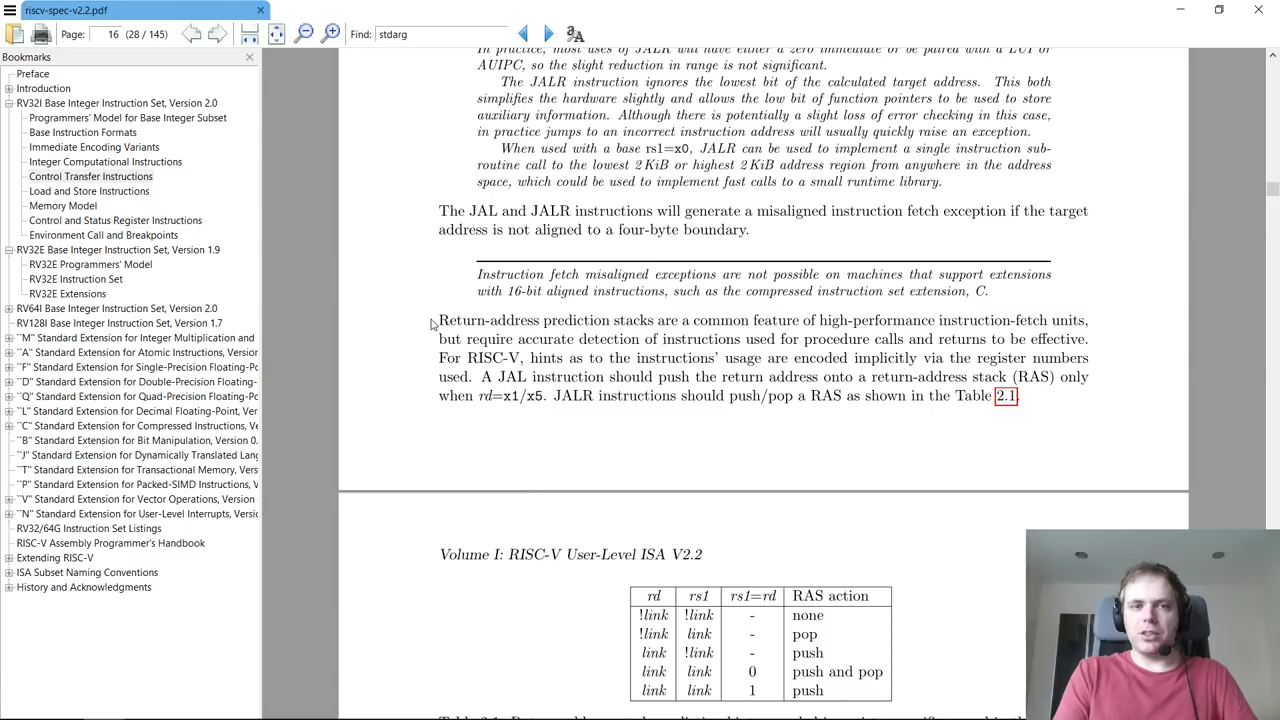 riscv-spec-v2.2.pdf
Page: 16 (28 / 145) Find: stdarg
Bookmarks
Preface
Introduction
RV32I Base Integer Instruction Set, Version 2.0
Programmers' Model for Base Integer Subset
Base Instruction Formats
Immediate Encoding Variants
Integer Computational Instructions
Control Transfer Instructions
Load and Store Instructions
Memory Model
Control and Status Register Instructions
Environment Call and Breakpoints
RV32E Base Integer Instruction Set, Version 1.9
RV32E Programmers' Model
RV32E Instruction Set
RV32E Extensions
RV64I Base Integer Instruction Set, Version 2.0
RV128I Base Integer Instruction Set, Version 1.7
``M'' Standard Extension for Integer Multiplication and
``A'' Standard Extension for Atomic Instructions, Version
``F'' Standard Extension for Single-Precision Floating-Po
``D'' Standard Extension for Double-Precision Floating-
``Q'' Standard Extension for Quad-Precision Floating-Po
``L'' Standard Extension for Decimal Floating-Point, Ver
``C'' Standard Extension for Compressed Instructions, Ve
``B'' Standard Extension for Bit Manipulation, Version 0.
``J'' Standard Extension for Dynamically Translated Lang
``T'' Standard Extension for Transactional Memory, Vers
``P'' Standard Extension for Packed-SIMD Instructions, V
``V'' Standard Extension for Vector Operations, Version
``N'' Standard Extension for User-Level Interrupts, Versio
RV32/64G Instruction Set Listings
RISC-V Assembly Programmer's Handbook
Extending RISC-V
ISA Subset Naming Conventions
History and Acknowledgments
In practice, most uses of JALR will have either a zero immediate or be paired with a LUI or
AUIPC, so the slight reduction in range is not significant.
The JALR instruction ignores the lowest bit of the calculated target address. This both
simplifies the hardware slightly and allows the low bit of function pointers to be used to store
auxiliary information. Although there is potentially a slight loss of error checking in this case,
in practice jumps to an incorrect instruction address will usually quickly raise an exception.
When used with a base rs1=x0, JALR can be used to implement a single instruction sub-
routine call to the lowest 2 KiB or highest 2 KiB address region from anywhere in the address
space, which could be used to implement fast calls to a small runtime library.
The JAL and JALR instructions will generate a misaligned instruction fetch exception if the target
address is not aligned to a four-byte boundary.
Instruction fetch misaligned exceptions are not possible on machines that support extensions
with 16-bit aligned instructions, such as the compressed instruction set extension, C.
Return-address prediction stacks are a common feature of high-performance instruction-fetch units,
but require accurate detection of instructions used for procedure calls and returns to be effective.
For RISC-V, hints as to the instructions' usage are encoded implicitly via the register numbers
used. A JAL instruction should push the return address onto a return-address stack (RAS) only
when rd=x1/x5. JALR instructions should push/pop a RAS as shown in the Table 2.1.
Volume I: RISC-V User-Level ISA V2.2
rd rs1 rs1=rd RAS action
!link !link - none
!link link - pop
link !link - push
link link 0 push and pop
link link 1 push